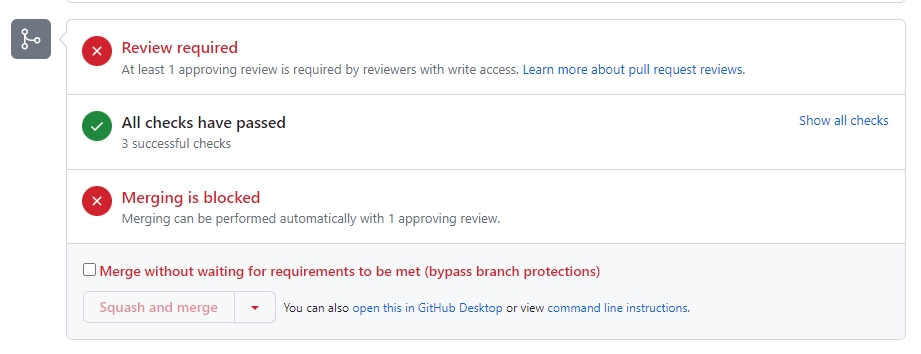 Review required
At least 1 approving review is required by reviewers with write access. Learn more about pull request reviews.
All checks have passed
Show all checks
3 successful checks
Merging is blocked
Merging can be performed automatically with 1 approving review.
Merge without waiting for requirements to be met (bypass branch protections)
Squash and merge
You can also open this in GitHub Desktop or view command line instructions.